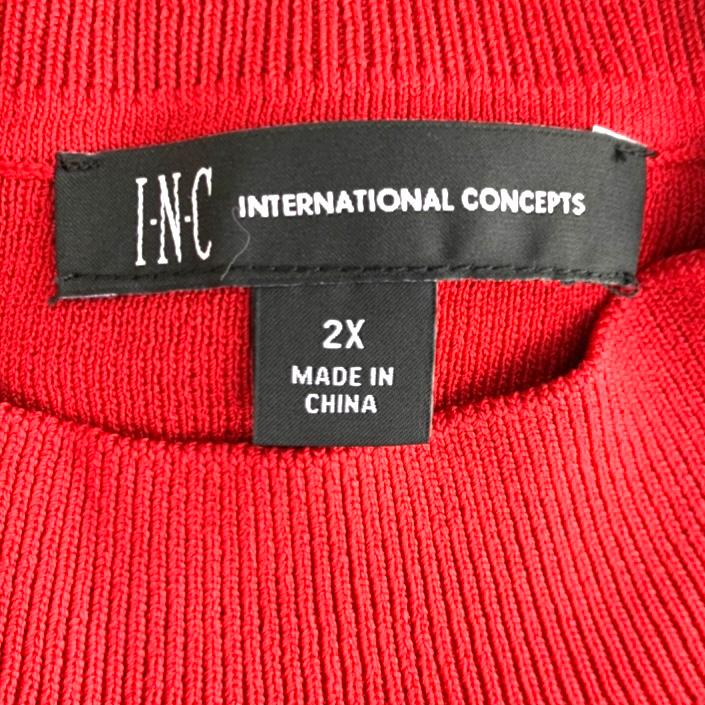 I-N-C INTERNATIONAL CONCEPTS
2X
MADE IN
CHINA